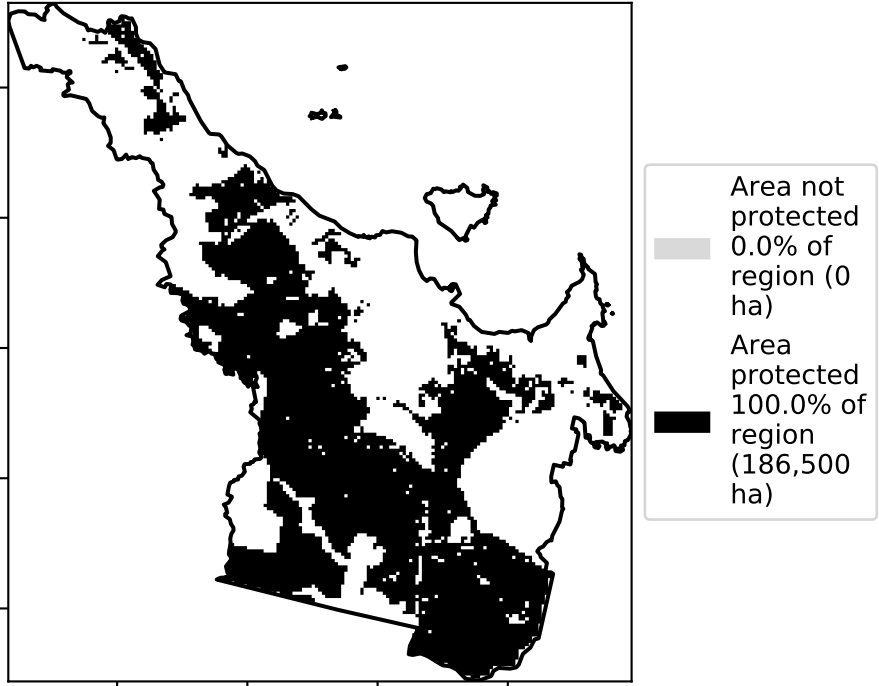 Area not
protected
0.0% of
region (0
ha)
Area
protected
100.0% of
region
(186,500
ha)